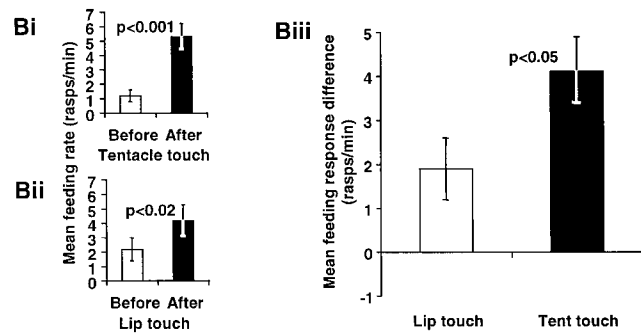 Bi
Mean feeding rate (rasps/min)
7
6
5
4
3
2
1
0
p<0.001
Before After
Tentacle touch
Bii
7
6
5
4
3
2
1
0
p<0.02
Before After
Lip touch
Biii
Mean feeding response difference
(rasps/min)
5
4
3
2
1
0
-1
p<0.05
Lip touch Tent touch